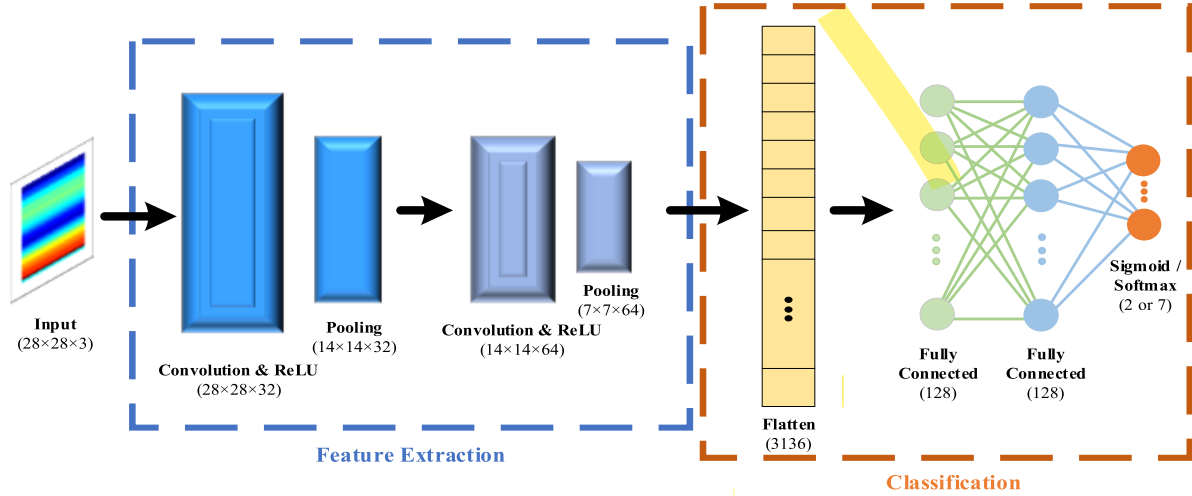 Input
(28×28×3)
Convolution & ReLU
(28×28×32)
Pooling
(14×14×32)
Convolution & ReLU
(14×14×64)
Pooling
(7×7×64)
Feature Extraction
Flatten
(3136)
Fully
Connected
(128)
Fully
Connected
(128)
Sigmoid /
Softmax
(2 or 7)
Classification